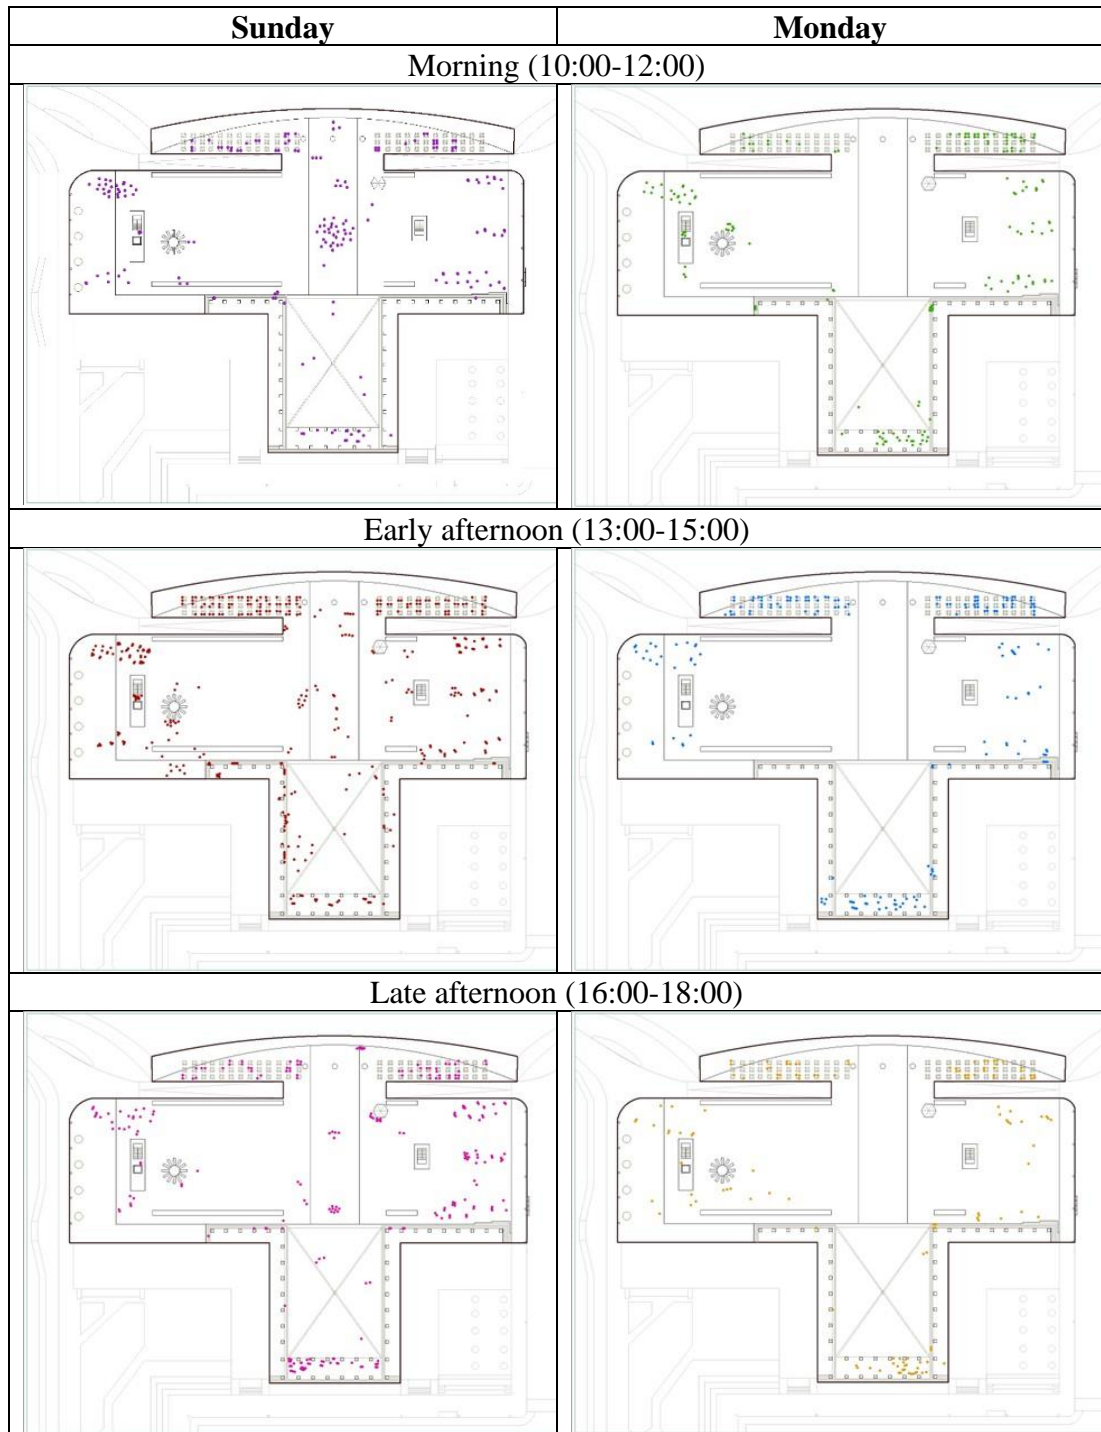 Sunday Monday
Morning (10:00-12:00)
Early afternoon (13:00-15:00)
Late afternoon (16:00-18:00)